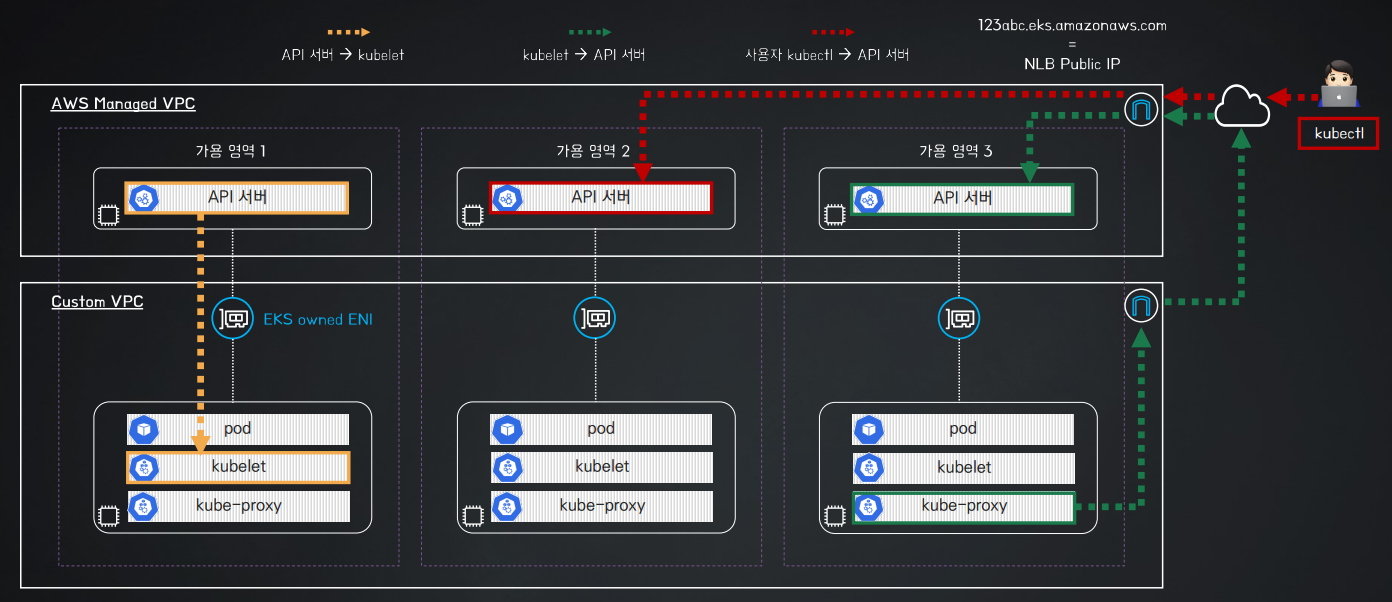 API 서버 → kubelet
kubelet → API 서버
사용자 kubectl → API 서버
123abc.eks.amazonaws.com
=
NLB Public IP
kubectl
AWS Managed VPC
가용 영역 1
가용 영역 2
가용 영역 3
API 서버
API 서버
API 서버
Custom VPC
EKS owned ENI
pod
kubelet
kube-proxy
pod
kubelet
kube-proxy
pod
kubelet
kube-proxy